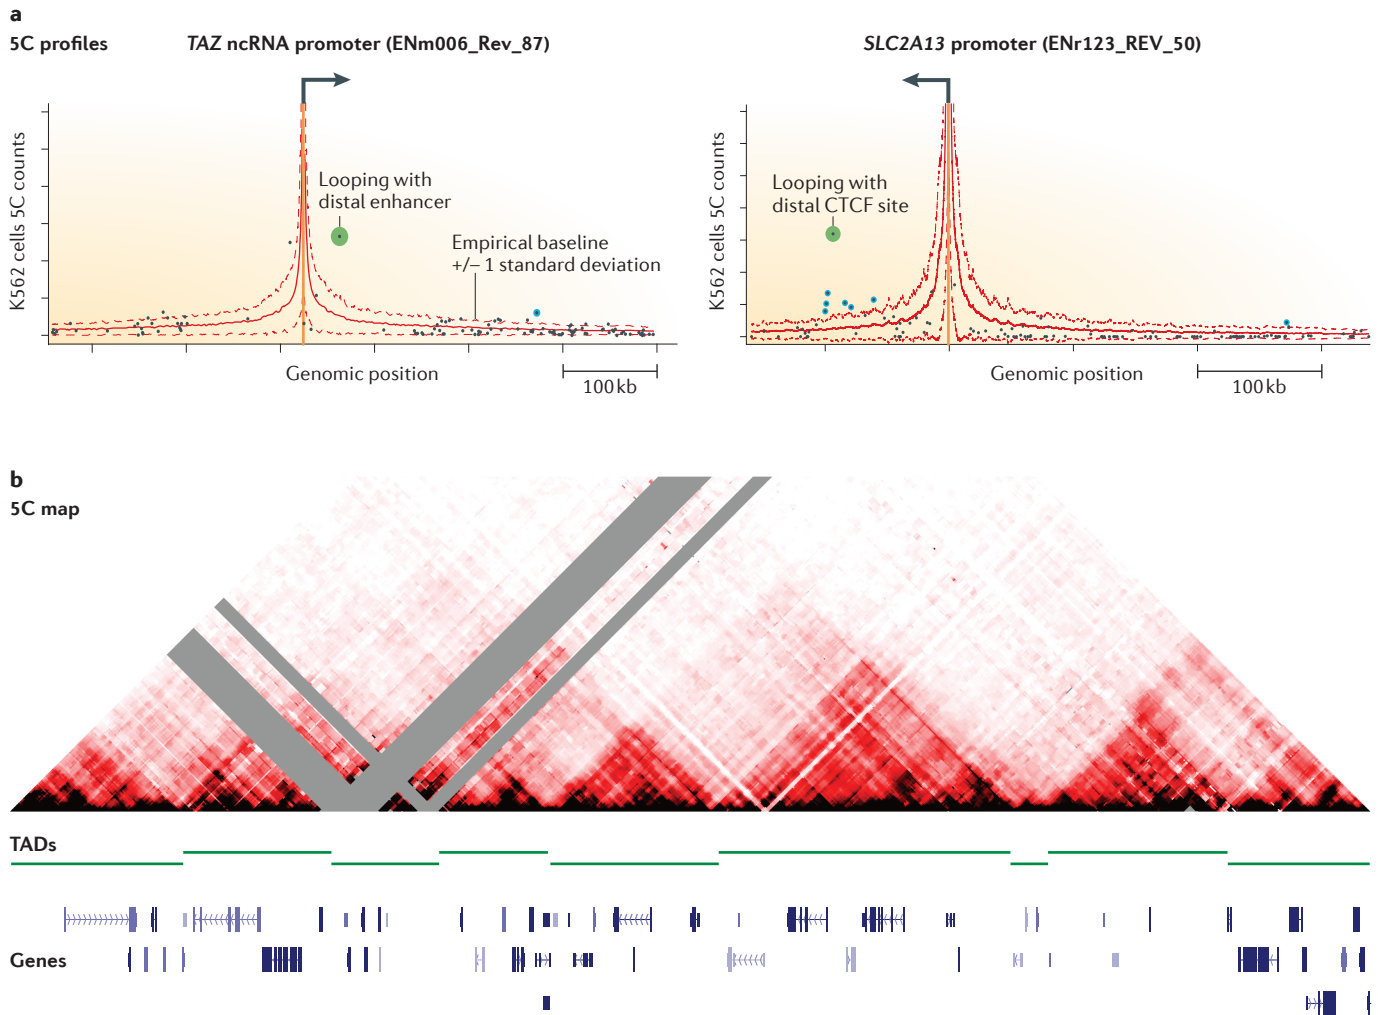 a
5C profiles
TAZ ncRNA promoter (ENm006_Rev_87)
K562 cells 5C counts
Looping with
distal enhancer
Empirical baseline
+/− 1 standard deviation
Genomic position
100 kb
SLC2A13 promoter (ENr123_REV_50)
K562 cells 5C counts
Looping with
distal CTCF site
Genomic position
100 kb
b
5C map
TADs
Genes